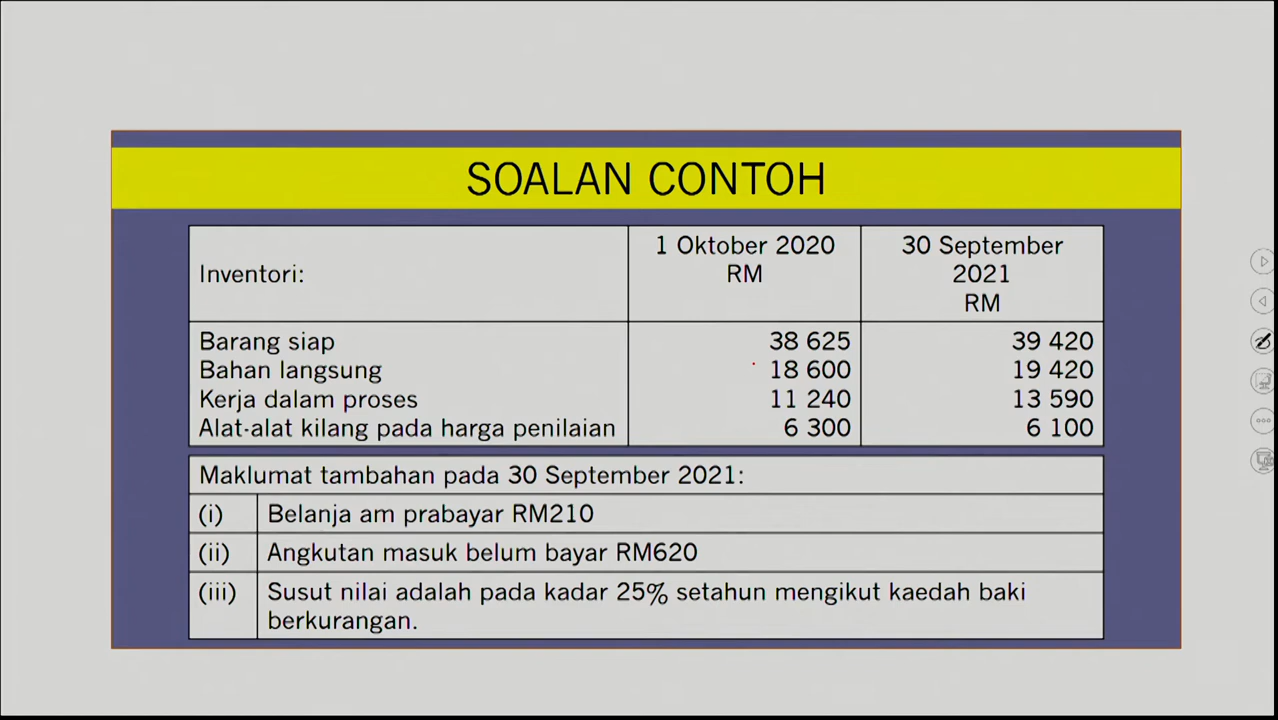 SOALAN CONTOH
Inventori:
1 Oktober 2020
RM
30 September
2021
RM
Barang siap 38 625 39 420
Bahan langsung 18 600 19 420
Kerja dalam proses 11 240 13 590
Alat-alat kilang pada harga penilaian 6 300 6 100
Maklumat tambahan pada 30 September 2021:
(i) Belanja am prabayar RM210
(ii) Angkutan masuk belum bayar RM620
(iii) Susut nilai adalah pada kadar 25% setahun mengikut kaedah baki
berkurangan.